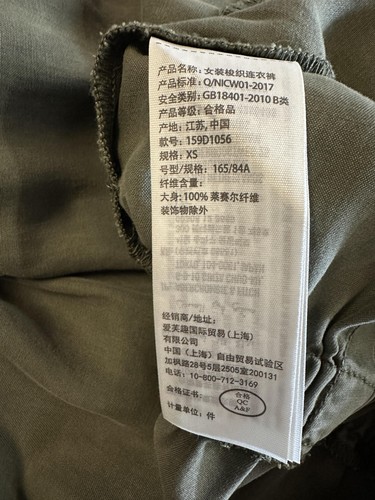 产品名称: 女装梭织连衣裤
产品标准: Q/NICW01-2017
安全类别: GB18401-2010 B类
产品等级: 合格品
产地: 江苏, 中国
款号: 159D1056
规格: XS
号型/规格: 165/84A
纤维含量:
大身: 100% 莱赛尔纤维
装饰物除外
经销商/地址:
爱芙趣国际贸易(上海)
有限公司
中国 (上海) 自由贸易试验区
加枫路28号5层2505室200131
电话: 10-800-712-3169
合格证书:
合格
QC
A&F
计量单位: 件